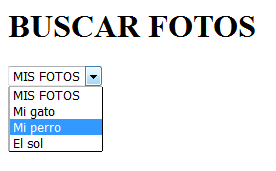 BUSCAR FOTOS
MIS FOTOS
MIS FOTOS
Mi gato
Mi perro
El sol